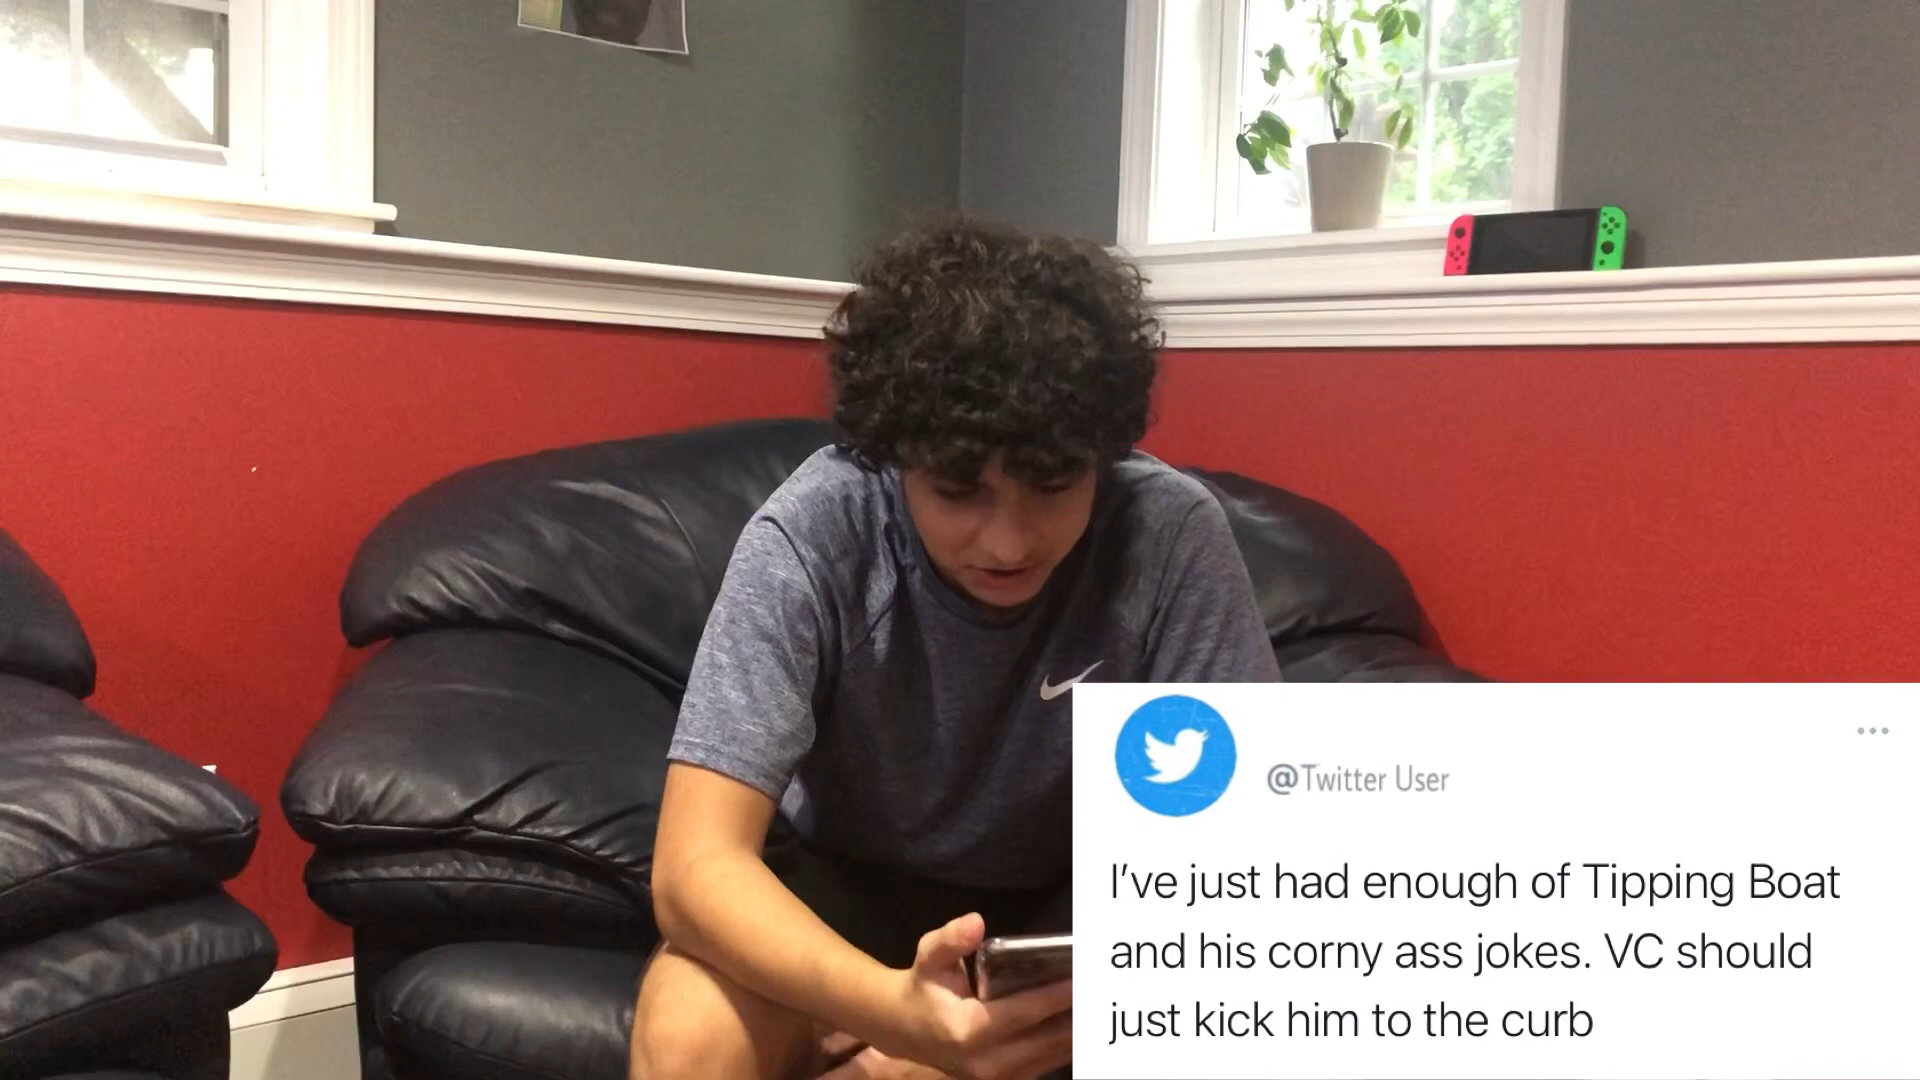 @Twitter User
I've just had enough of Tipping Boat
and his corny ass jokes. VC should
just kick him to the curb